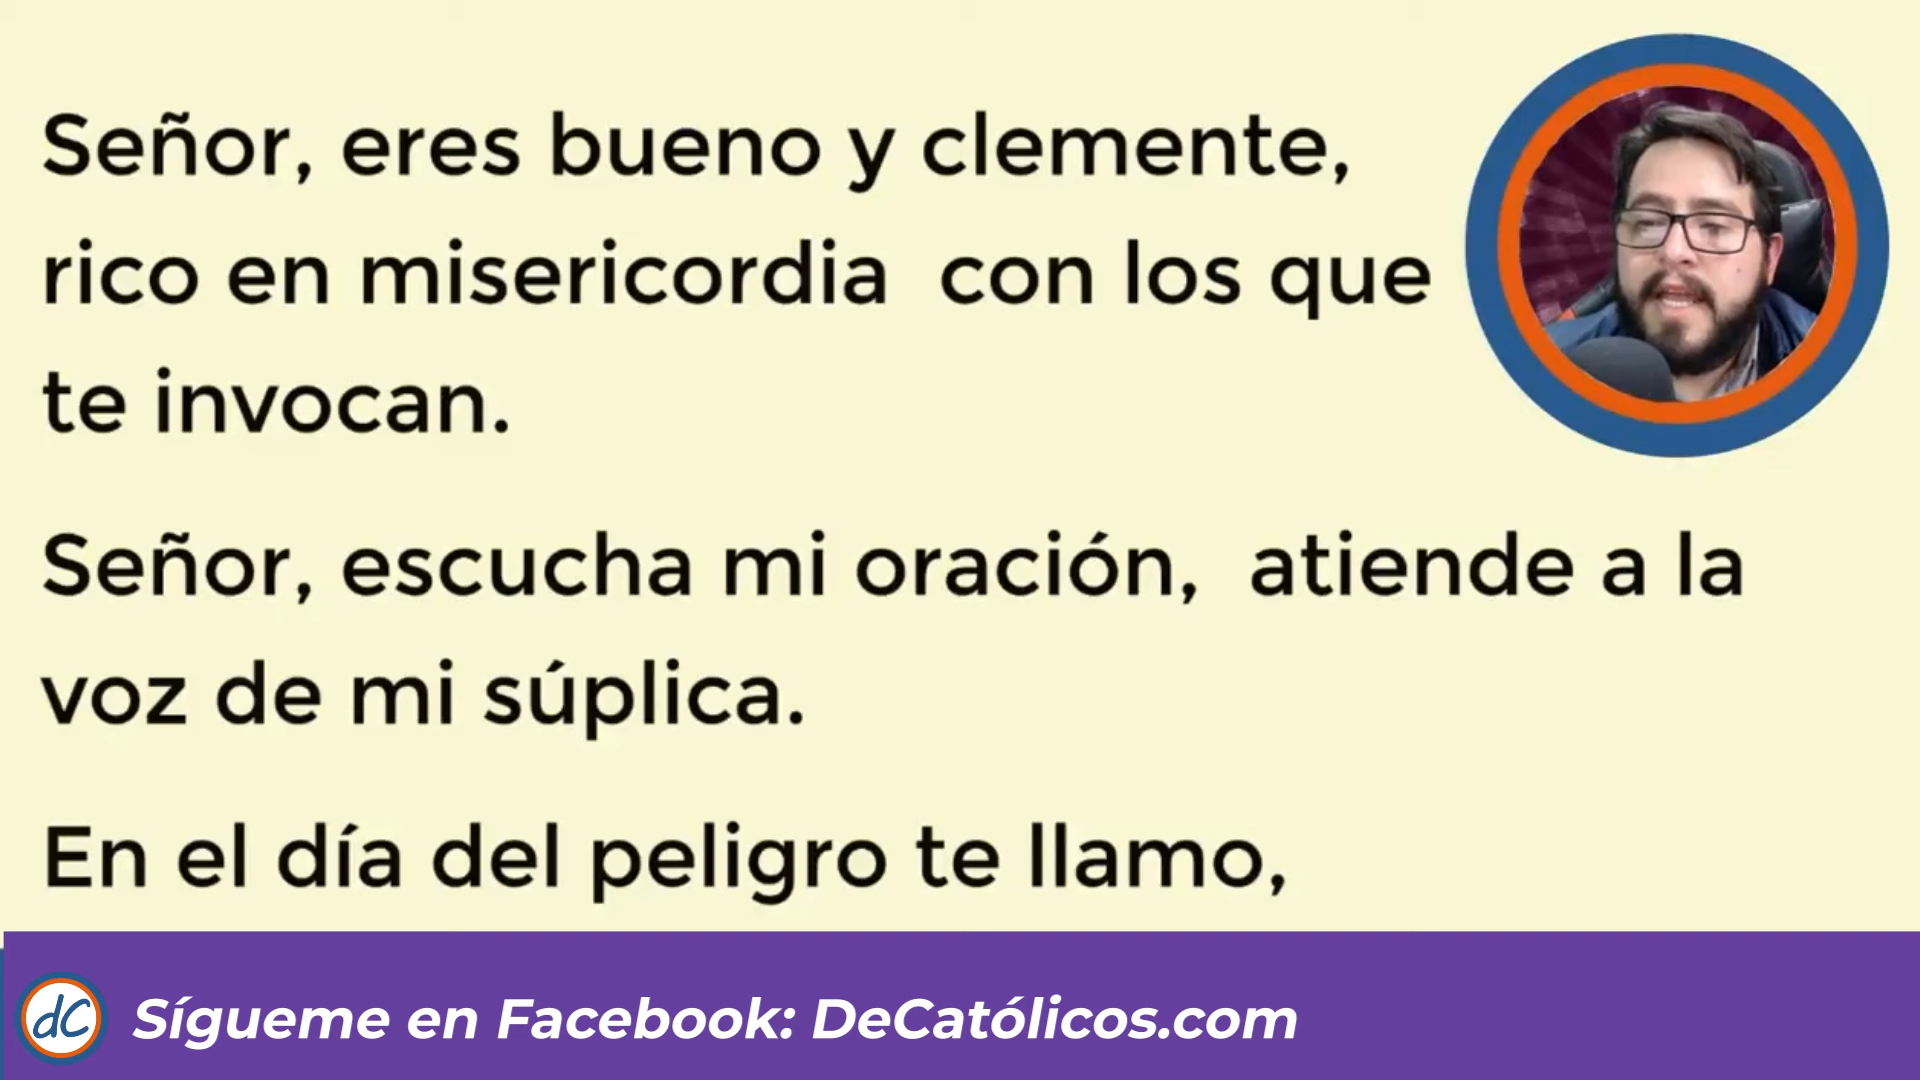 Señor, eres bueno y clemente,
rico en misericordia con los que
te invocan.
Señor, escucha mi oración, atiende a la
voz de mi súplica.
En el día del peligro te llamo,
dC Sígueme en Facebook: DeCatólicos.com